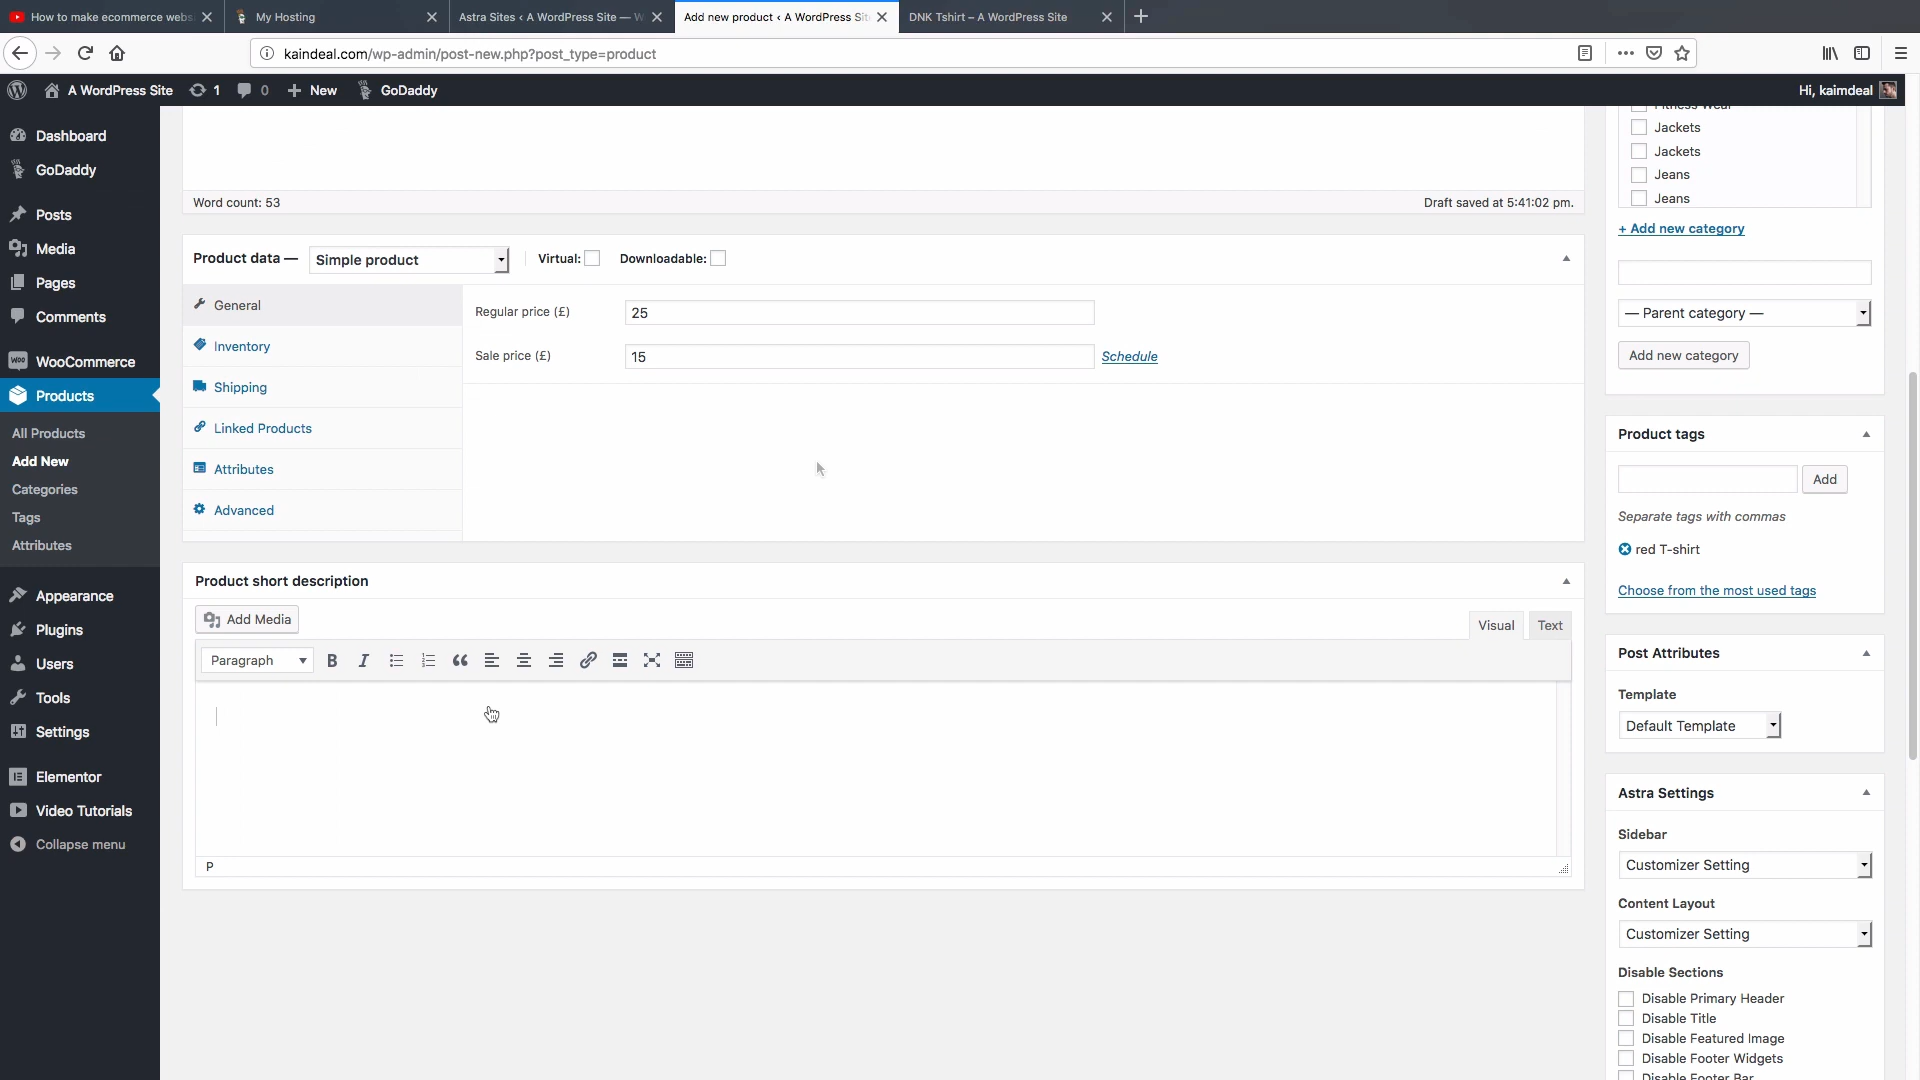 How to make ecommerce webs
My Hosting
Astra Sites ‹ A WordPress Site — W
Add new product ‹ A WordPress Sit
DNK Tshirt – A WordPress Site
kaindeal.com/wp-admin/post-new.php?post_type=product
A WordPress Site
1
0
New
GoDaddy
Hi, kaimdeal
Dashboard
GoDaddy
Posts
Media
Pages
Comments
WooCommerce
Products
All Products
Add New
Categories
Tags
Attributes
Appearance
Plugins
Users
Tools
Settings
Elementor
Video Tutorials
Collapse menu
Word count: 53
Draft saved at 5:41:02 pm.
Product data —
Simple product
Virtual:
Downloadable:
General
Inventory
Shipping
Linked Products
Attributes
Advanced
Regular price (£)
25
Sale price (£)
15
Schedule
Product short description
Add Media
Visual
Text
Paragraph
P
Fitness Wear
Jackets
Jackets
Jeans
Jeans
+ Add new category
— Parent category —
Add new category
Product tags
Add
Separate tags with commas
red T-shirt
Choose from the most used tags
Post Attributes
Template
Default Template
Astra Settings
Sidebar
Customizer Setting
Content Layout
Customizer Setting
Disable Sections
Disable Primary Header
Disable Title
Disable Featured Image
Disable Footer Widgets
Disable Footer Bar